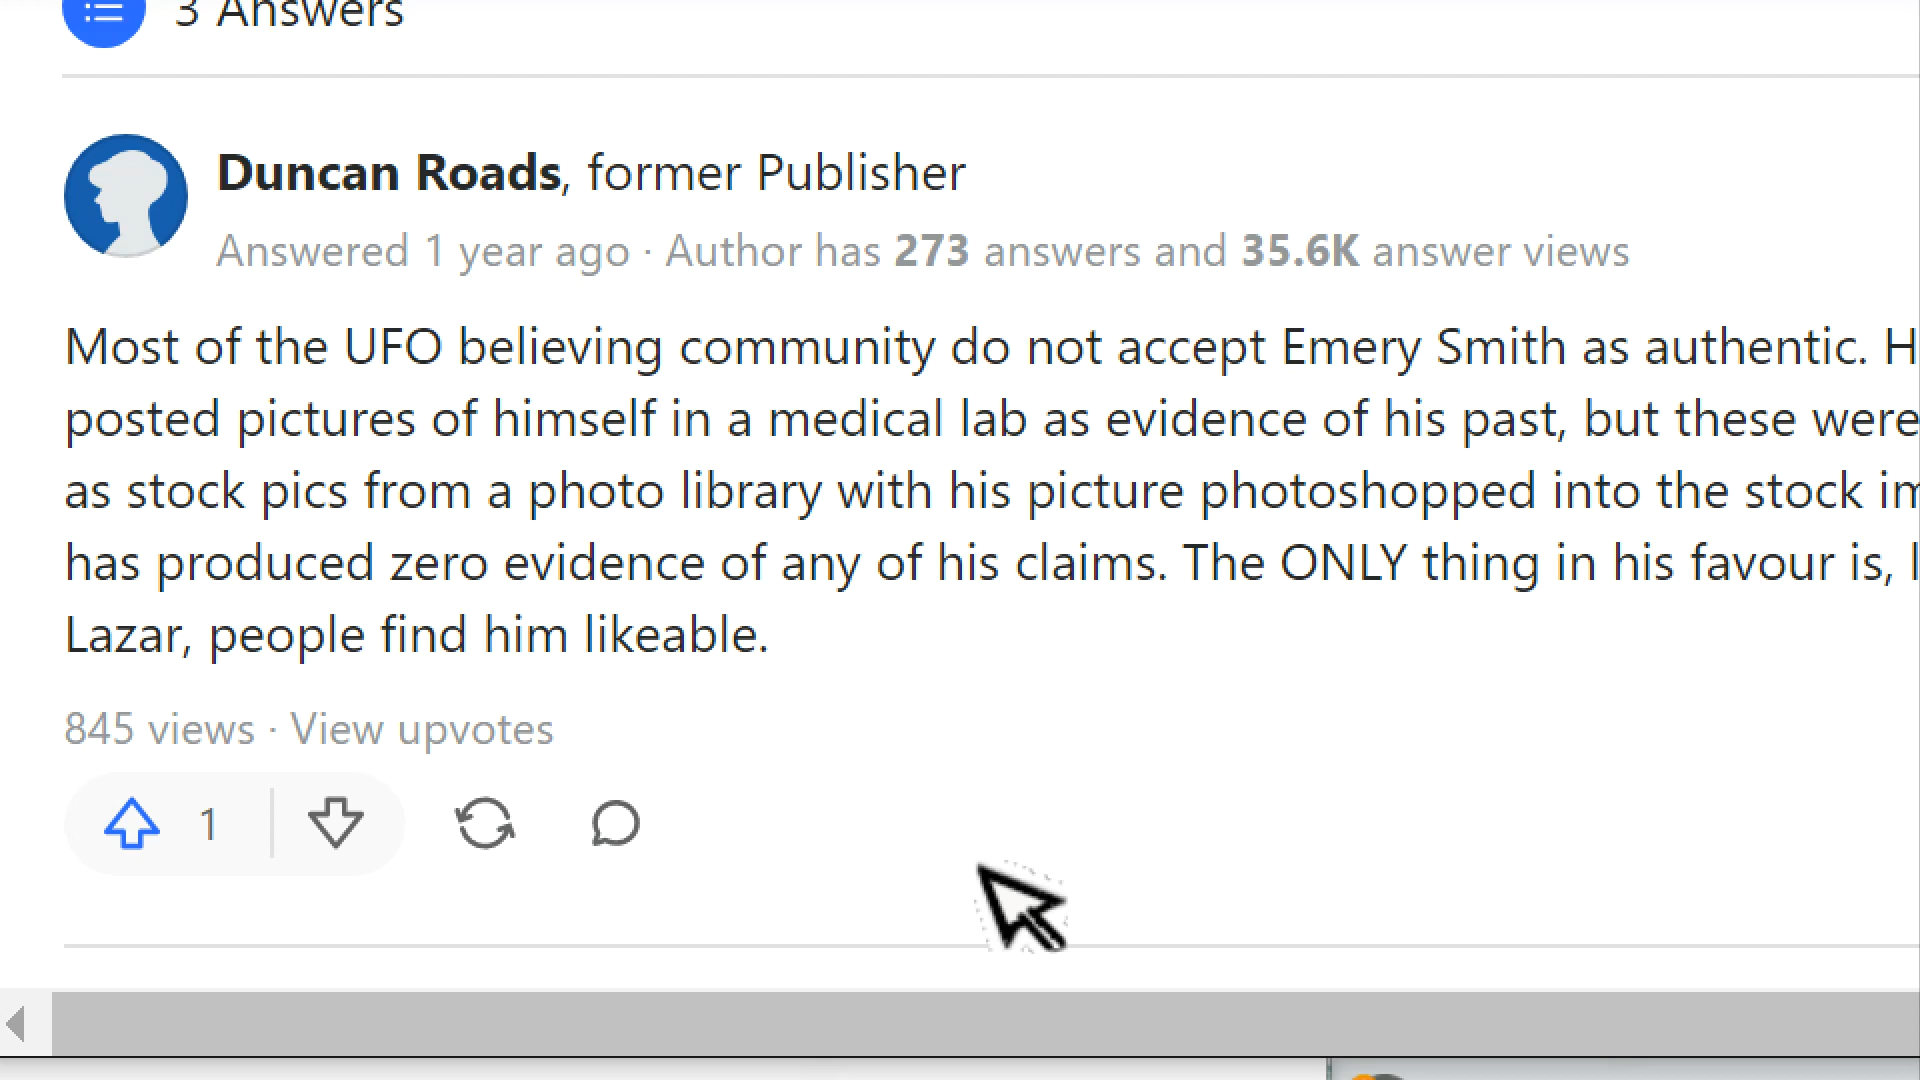 3 Answers
Duncan Roads, former Publisher
Answered 1 year ago · Author has 273 answers and 35.6K answer views
Most of the UFO believing community do not accept Emery Smith as authentic. H
posted pictures of himself in a medical lab as evidence of his past, but these were
as stock pics from a photo library with his picture photoshopped into the stock im
has produced zero evidence of any of his claims. The ONLY thing in his favour is, l
Lazar, people find him likeable.
845 views · View upvotes
1